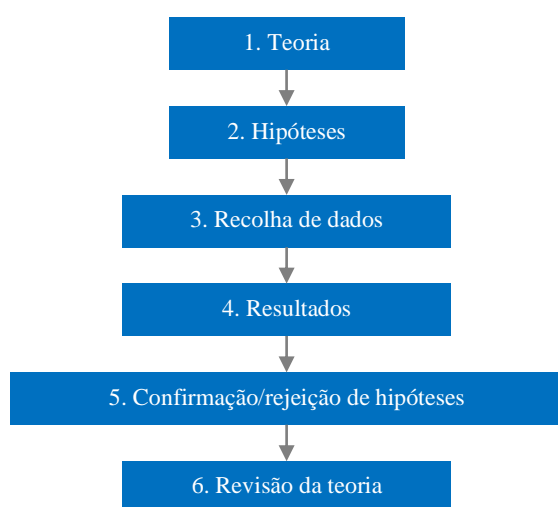 1. Teoria
2. Hipóteses
3. Recolha de dados
4. Resultados
5. Confirmação/rejeição de hipóteses
6. Revisão da teoria